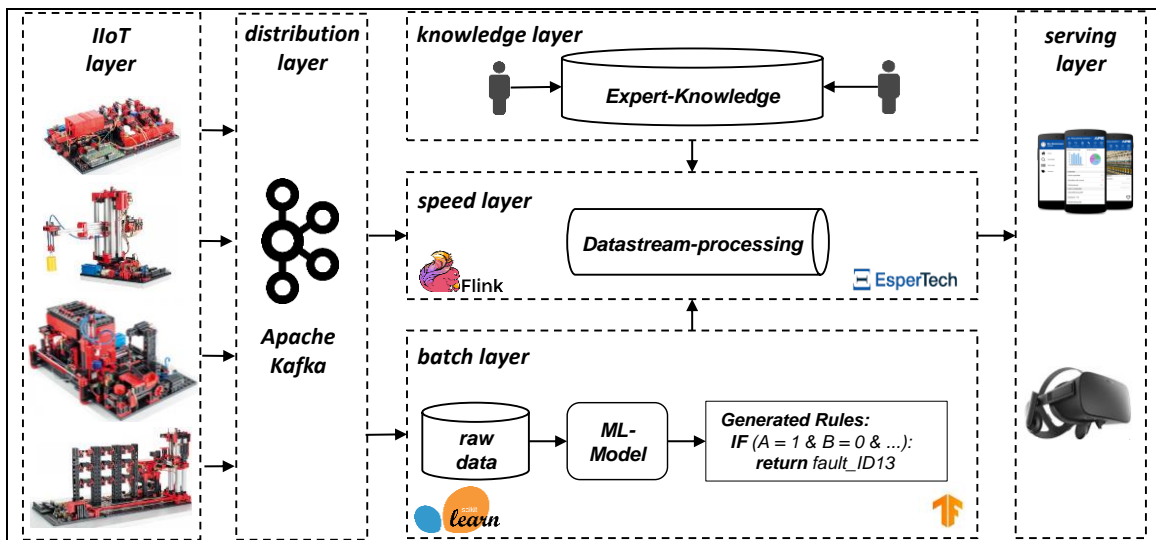 IIoT
layer
distribution
layer
Apache
Kafka
knowledge layer
Expert-Knowledge
speed layer
Datastream-processing
Flink
EsperTech
batch layer
raw
data
ML-
Model
Generated Rules:
IF (A = 1 & B = 0 & ...):
return fault_ID13
scikit
learn
serving
layer